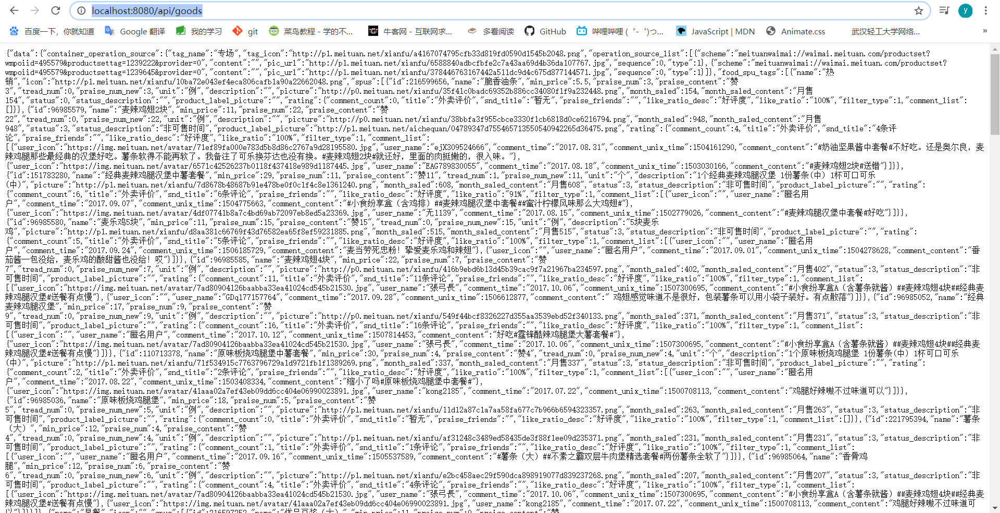 localhost:8080/api/goods
y
百度一下，你就知道 Google 翻译 我的学习 git 菜鸟教程 - 学的不... 牛客网 - 互联网求... 多看阅读 GitHub 哔哩哔哩 ( ゜- ゜)つ... JavaScript | MDN Animate.css 武汉轻工大学网络... »
{"data":{"container_operation_source":{"tag_name":"专场","tag_icon":"http://p1.meituan.net/xianfu/a4167074795cfb33d819fd0590d1545b2048.png","operation_source_list":[{"scheme":"meituanwaimai://waimai.meituan.com/productset?
wmpoiid=495579&productsettag=1239222&provider=0","content":"","pic_url":"http://p1.meituan.net/xianfu/6588840adbcfbfe2c7a43aa69d4b36da107767.jpg","sequence":0,"type":1},{"scheme":"meituanwaimai://waimai.meituan.com/productset?
wmpoiid=495579&productsettag=1239645&provider=0","content":"","pic_url":"http://p1.meituan.net/xianfu/378446763167442a511dc9d4c675d877144571.jpg","sequence":0,"type":1}]},"food_spu_tags":[{"name":"热
销","icon":"http://p1.meituan.net/xianfu/10ba72e043ef4eca806cafb1a90a22662048.png","spus":[{"id":216599656,"name":"脆香油条","min_price":5.5,"praise_num":3,"praise_content":"赞
3","tread_num":0,"praise_num_new":3,"unit":"例","description":"","picture":"http://p0.meituan.net/xianfu/35f41c0badc69352b886cc34080f1f9a232448.png","month_saled":154,"month_saled_content":"月售
154","status":0,"status_description":"","product_label_picture":"","rating":{"comment_count":0,"title":"外卖评价","snd_title":"暂无","praise_friends":"","like_ratio_desc":"好评度","like_ratio":"100%","filter_type":1,"comment_list":
[]}},{"id":96985579,"name":"麦辣鸡翅2块","min_price":11,"praise_num":22,"praise_content":"赞
22","tread_num":0,"praise_num_new":22,"unit":"例","description":"","picture":"http://p0.meituan.net/xianfu/38bbfa3f955cbce3330f1cb6818d0ce6216794.png","month_saled":948,"month_saled_content":"月售
948","status":3,"status_description":"非可售时间","product_label_picture":"http://p1.meituan.net/aichequan/04789347d755465713550540942265d36475.png","rating":{"comment_count":4,"title":"外卖评价","snd_title":"4条评
论","praise_friends":"","like_ratio_desc":"好评度","like_ratio":"100%","filter_type":1,"comment_list":
[{"user_icon":"https://img.meituan.net/avatar/71ef89fa000e783d5b8d86c2767a9d28195580.jpg","user_name":"ejX309524666","comment_time":"2017.08.31","comment_unix_time":1504161290,"comment_content":"#奶油坚果酱中套餐#不好吃。还是奥尔良，麦
辣鸡腿那些最经典的汉堡好吃。薯条软得不能再软了。我备注了可乐换芬达也没有换。#麦辣鸡翅2块#就还好，里面的肉挺嫩的，很入味。"},
{"user_icon":"https://img.meituan.net/avatar/6571c42526237b0118f437418e989d1187445.jpg","user_name":"EAG789830055","comment_time":"2017.08.18","comment_unix_time":1503030166,"comment_content":"#麦辣鸡翅2块#送错"}]}},
{"id":151783280,"name":"经典麦辣鸡腿汉堡中薯套餐","min_price":29,"praise_num":11,"praise_content":"赞11","tread_num":1,"praise_num_new":11,"unit":"个","description":"1个经典麦辣鸡腿汉堡 1份薯条(中) 1杯可口可乐
(中)","picture":"http://p1.meituan.net/xianfu/7d8678b48687b91e478be0f0c1f4c8e1361240.png","month_saled":608,"month_saled_content":"月售608","status":3,"status_description":"非可售时间","product_label_picture":"","rating":
{"comment_count":6,"title":"外卖评价","snd_title":"6条评论","praise_friends":"","like_ratio_desc":"好评度","like_ratio":"91%","filter_type":1,"comment_list":[{"user_icon":"","user_name":"匿名用
户","comment_time":"2017.09.07","comment_unix_time":1504775663,"comment_content":"#小食纷享盒（含鸡排）##麦辣鸡腿汉堡中套餐##蜜汁柠檬风味那么大鸡翅#"},
{"user_icon":"https://img.meituan.net/avatar/4df07741b8a7c4bd69ab72097eb8ed5a23369.jpg","user_name":"无1139","comment_time":"2017.08.15","comment_unix_time":1502779026,"comment_content":"#麦辣鸡腿汉堡中套餐#好吃"}]}},
{"id":96985580,"name":"麦乐鸡5块","min_price":11,"praise_num":15,"praise_content":"赞15","tread_num":0,"praise_num_new":15,"unit":"例","description":"5块麦乐
鸡","picture":"http://p1.meituan.net/xianfu/d8aa381c66769f43d76582ea65f8ef59231885.png","month_saled":515,"month_saled_content":"月售515","status":3,"status_description":"非可售时间","product_label_picture":"","rating":
{"comment_count":5,"title":"外卖评价","snd_title":"5条评论","praise_friends":"","like_ratio_desc":"好评度","like_ratio":"100%","filter_type":1,"comment_list":[{"user_icon":"","user_name":"匿名用
户","comment_time":"2017.09.24","comment_unix_time":1506185729,"comment_content":"麦当劳死忠粉！挚爱麦乐鸡和辣翅"},{"user_icon":"","user_name":"匿名用户","comment_time":"2017.09.01","comment_unix_time":1504278628,"comment_content":"番
茄酱一包没给，麦乐鸡的酸甜酱也没给！哎"}]}},{"id":96985585,"name":"麦辣鸡翅4块","min_price":22,"praise_num":7,"praise_content":"赞
7","tread_num":0,"praise_num_new":7,"unit":"例","description":"","picture":"http://p0.meituan.net/xianfu/416b9ebd6b13d45b39cac9f7a21967ba234597.png","month_saled":402,"month_saled_content":"月售402","status":3,"status_description":"非
可售时间","product_label_picture":"","rating":{"comment_count":11,"title":"外卖评价","snd_title":"11条评论","praise_friends":"","like_ratio_desc":"好评度","like_ratio":"100%","filter_type":1,"comment_list":
[{"user_icon":"https://img.meituan.net/avatar/7ad80904126baabba33ea41024cd545b21530.jpg","user_name":"張弓長","comment_time":"2017.10.06","comment_unix_time":1507300695,"comment_content":"#小食纷享盒A（含薯条就酱）##麦辣鸡翅4块##经典麦
辣鸡腿汉堡#送餐有点慢"},{"user_icon":"","user_name":"GDq177157764","comment_time":"2017.09.28","comment_unix_time":1506612877,"comment_content":" 鸡翅感觉味道不是很好，包装薯条可以用小袋子装好。有点散落"}]}},{"id":96985052,"name":"经典
麦辣鸡腿汉堡","min_price":17,"praise_num":9,"praise_content":"赞
9","tread_num":0,"praise_num_new":9,"unit":"例","description":"","picture":"http://p0.meituan.net/xianfu/549f44bcf8326227d355aa3539ebd52f340133.png","month_saled":371,"month_saled_content":"月售371","status":3,"status_description":"非
可售时间","product_label_picture":"","rating":{"comment_count":16,"title":"外卖评价","snd_title":"16条评论","praise_friends":"","like_ratio_desc":"好评度","like_ratio":"100%","filter_type":1,"comment_list":
[{"user_icon":"","user_name":"匿名用户","comment_time":"2017.10.12","comment_unix_time":1507814453,"comment_content":"好吃#霆锋酷辣鸡腿堡大薯套餐#"},
{"user_icon":"https://img.meituan.net/avatar/7ad80904126baabba33ea41024cd545b21530.jpg","user_name":"張弓長","comment_time":"2017.10.06","comment_unix_time":1507300695,"comment_content":"#小食纷享盒A（含薯条就酱）##麦辣鸡翅4块##经典麦
辣鸡腿汉堡#送餐有点慢"}]}},{"id":110713378,"name":"原味板烧鸡腿堡中薯套餐","min_price":30,"praise_num":4,"praise_content":"赞4","tread_num":0,"praise_num_new":4,"unit":"个","description":"1个原味板烧鸡腿堡 1份薯条(中) 1杯可口可乐
(中)","picture":"http://p1.meituan.net/xianfu/71f534915c7763796729a1d9721fb1f1389269.png","month_saled":337,"month_saled_content":"月售337","status":3,"status_description":"非可售时间","product_label_picture":"","rating":
{"comment_count":2,"title":"外卖评价","snd_title":"2条评论","praise_friends":"","like_ratio_desc":"好评度","like_ratio":"100%","filter_type":1,"comment_list":[{"user_icon":"","user_name":"匿名用
户","comment_time":"2017.08.22","comment_unix_time":1503408334,"comment_content":"缩小了吗#原味板烧鸡腿堡中套餐#"},
{"user_icon":"https://img.meituan.net/avatar/41aaa02a7ef43eb09dd6cc404e06990023891.jpg","user_name":"kong2185","comment_time":"2017.07.22","comment_unix_time":1500708113,"comment_content":"鸡腿好辣嗷不过味道可以"}]}},
{"id":96985036,"name":"原味板烧鸡腿堡","min_price":18,"praise_num":5,"praise_content":"赞
5","tread_num":0,"praise_num_new":5,"unit":"例","description":"","picture":"http://p1.meituan.net/xianfu/11d12a87c1a7aa58fa677c7b966b6594323357.png","month_saled":263,"month_saled_content":"月售263","status":3,"status_description":"非
可售时间","product_label_picture":"","rating":{"comment_count":0,"title":"外卖评价","snd_title":"暂无","praise_friends":"","like_ratio_desc":"好评度","like_ratio":"100%","filter_type":1,"comment_list":[]}},{"id":221795394,"name":"薯条
（大）","min_price":12,"praise_num":4,"praise_content":"赞
4","tread_num":0,"praise_num_new":4,"unit":"例","description":"","picture":"http://p1.meituan.net/xianfu/af31248c3489ed58435de3f88f1ee09d235371.png","month_saled":231,"month_saled_content":"月售231","status":3,"status_description":"非
可售时间","product_label_picture":"","rating":{"comment_count":1,"title":"外卖评价","snd_title":"1条评论","praise_friends":"","like_ratio_desc":"好评度","like_ratio":"100%","filter_type":1,"comment_list":
[{"user_icon":"","user_name":"匿名用户","comment_time":"2017.09.16","comment_unix_time":1505537589,"comment_content":"#薯条（大）##不素之霸双层牛肉堡精选套餐#两份薯条全软了"}]}},{"id":96985064,"name":"香骨鸡
腿","min_price":12,"praise_num":6,"praise_content":"赞
6","tread_num":0,"praise_num_new":6,"unit":"例","description":"","picture":"http://p1.meituan.net/xianfu/e2bc458aec29f590dca898919077d839237268.png","month_saled":207,"month_saled_content":"月售207","status":3,"status_description":"非
可售时间","product_label_picture":"","rating":{"comment_count":4,"title":"外卖评价","snd_title":"4条评论","praise_friends":"","like_ratio_desc":"好评度","like_ratio":"100%","filter_type":1,"comment_list":
[{"user_icon":"https://img.meituan.net/avatar/7ad80904126baabba33ea41024cd545b21530.jpg","user_name":"張弓長","comment_time":"2017.10.06","comment_unix_time":1507300695,"comment_content":"#小食纷享盒A（含薯条就酱）##麦辣鸡翅4块##经典麦
辣鸡腿汉堡#送餐有点慢"},{"user_icon":"https://img.meituan.net/avatar/41aaa02a7ef43eb09dd6cc404e06990023891.jpg","user_name":"kong2185","comment_time":"2017.07.22","comment_unix_time":1500708113,"comment_content":"鸡腿好辣嗷不过味道可